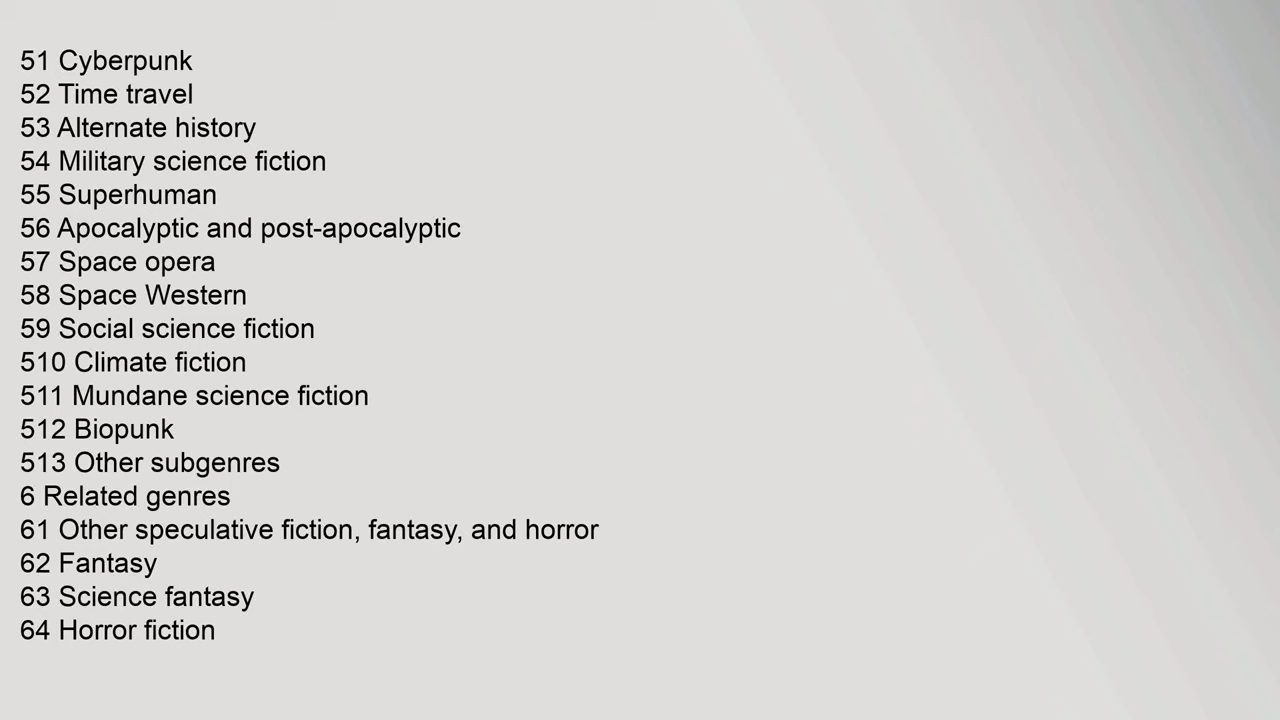 51 Cyberpunk
52 Time travel
53 Alternate history
54 Military science fiction
55 Superhuman
56 Apocalyptic and post-apocalyptic
57 Space opera
58 Space Western
59 Social science fiction
510 Climate fiction
511 Mundane science fiction
512 Biopunk
513 Other subgenres
6 Related genres
61 Other speculative fiction, fantasy, and horror
62 Fantasy
63 Science fantasy
64 Horror fiction